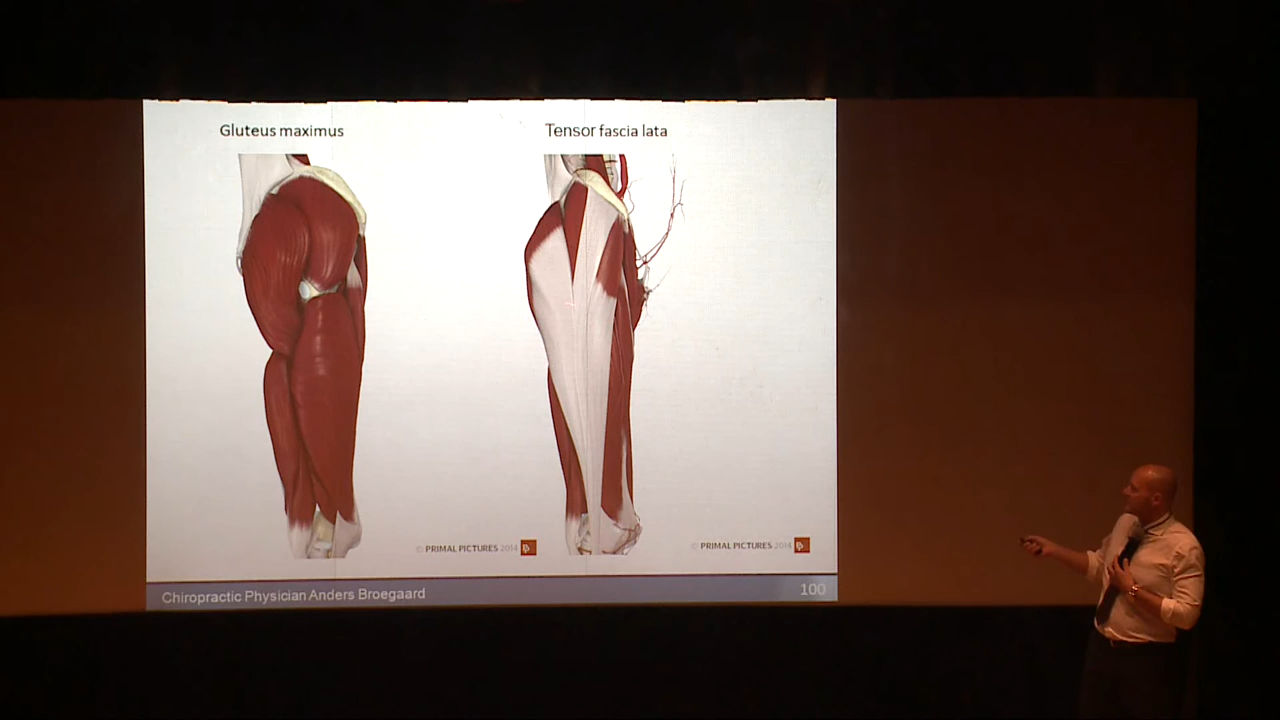 Gluteus maximus
Tensor fascia lata
© PRIMAL PICTURES 2014
© PRIMAL PICTURES 2014
Chiropractic Physician Anders Broegaard
100